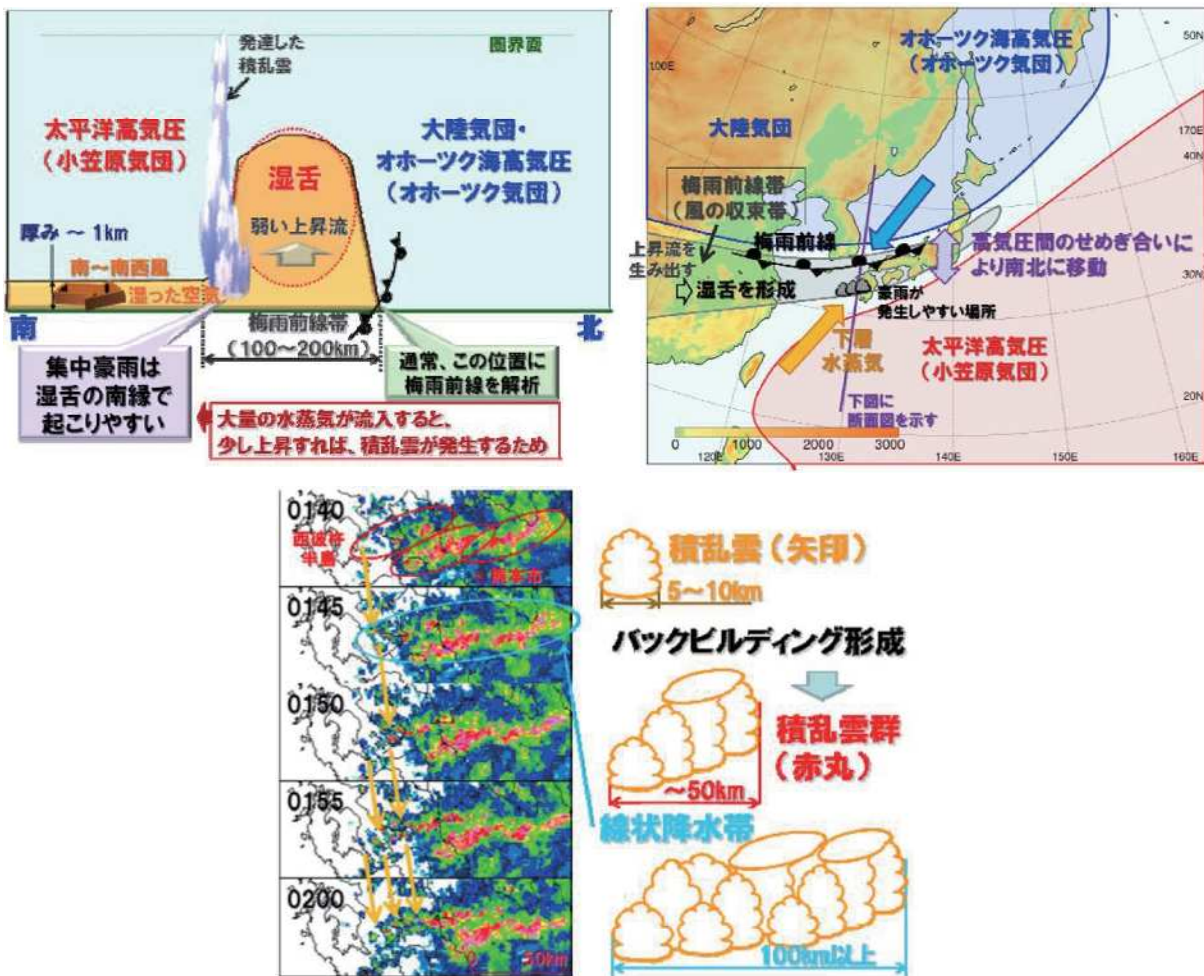 発達した
積乱雲
圏界面
太平洋高気圧
(小笠原気団)
湿舌
大陸気団・
オホーツク海高気圧
(オホーツク気団)
弱い上昇流
厚み ～ 1km
南～南西風
湿った空気
南
北
梅雨前線帯
(100～200km)
集中豪雨は
湿舌の南縁で
起こりやすい
通常、この位置に
梅雨前線を解析
大量の水蒸気が流入すると、
少し上昇すれば、積乱雲が発生するため
オホーツク海高気圧
(オホーツク気団)
50N
100E
大陸気団
170E
40N
梅雨前線帯
(風の収束帯)
梅雨前線
上昇流を
生み出す
高気圧間のせめぎ合いに
より南北に移動
30N
湿舌を形成
豪雨が
発生しやすい場所
下層
水蒸気
太平洋高気圧
(小笠原気団)
20N
下図に
断面図を示す
0
1000
2000
3000
120E
130E
140E
150E
160E
0140
西彼杵
半島
熊本市
0145
0150
0155
0200
50km
積乱雲(矢印)
5～10km
バックビルディング形成
積乱雲群
(赤丸)
～50km
線状降水帯
100km以上